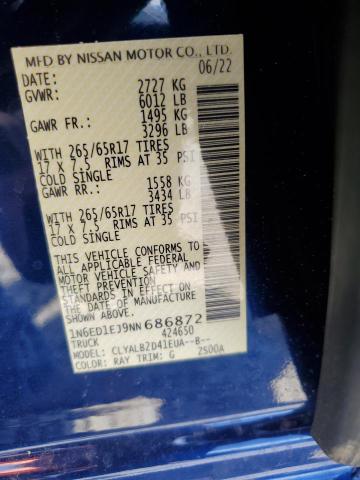 MFD BY NISSAN MOTOR CO., LTD.
DATE: 06/22
GVWR: 2727 KG
6012 LB
GAWR FR.: 1495 KG
3296 LB
WITH 265/65R17 TIRES
17 X 7.5 RIMS AT 35 PSI
COLD SINGLE
GAWR RR.: 1558 KG
3434 LB
WITH 265/65R17 TIRES
17 X 7.5 RIMS AT 35 PSI
COLD SINGLE
THIS VEHICLE CONFORMS TO
ALL APPLICABLE FEDERAL
MOTOR VEHICLE SAFETY AND
THEFT PREVENTION
STANDARDS IN EFFECT ON
THE DATE OF MANUFACTURE
SHOWN ABOVE.
1N6ED1EJ9NN686872
TRUCK 424650
MODEL: CLYALB2D41EUA--B--
COLOR: RAY TRIM: G 2S00A